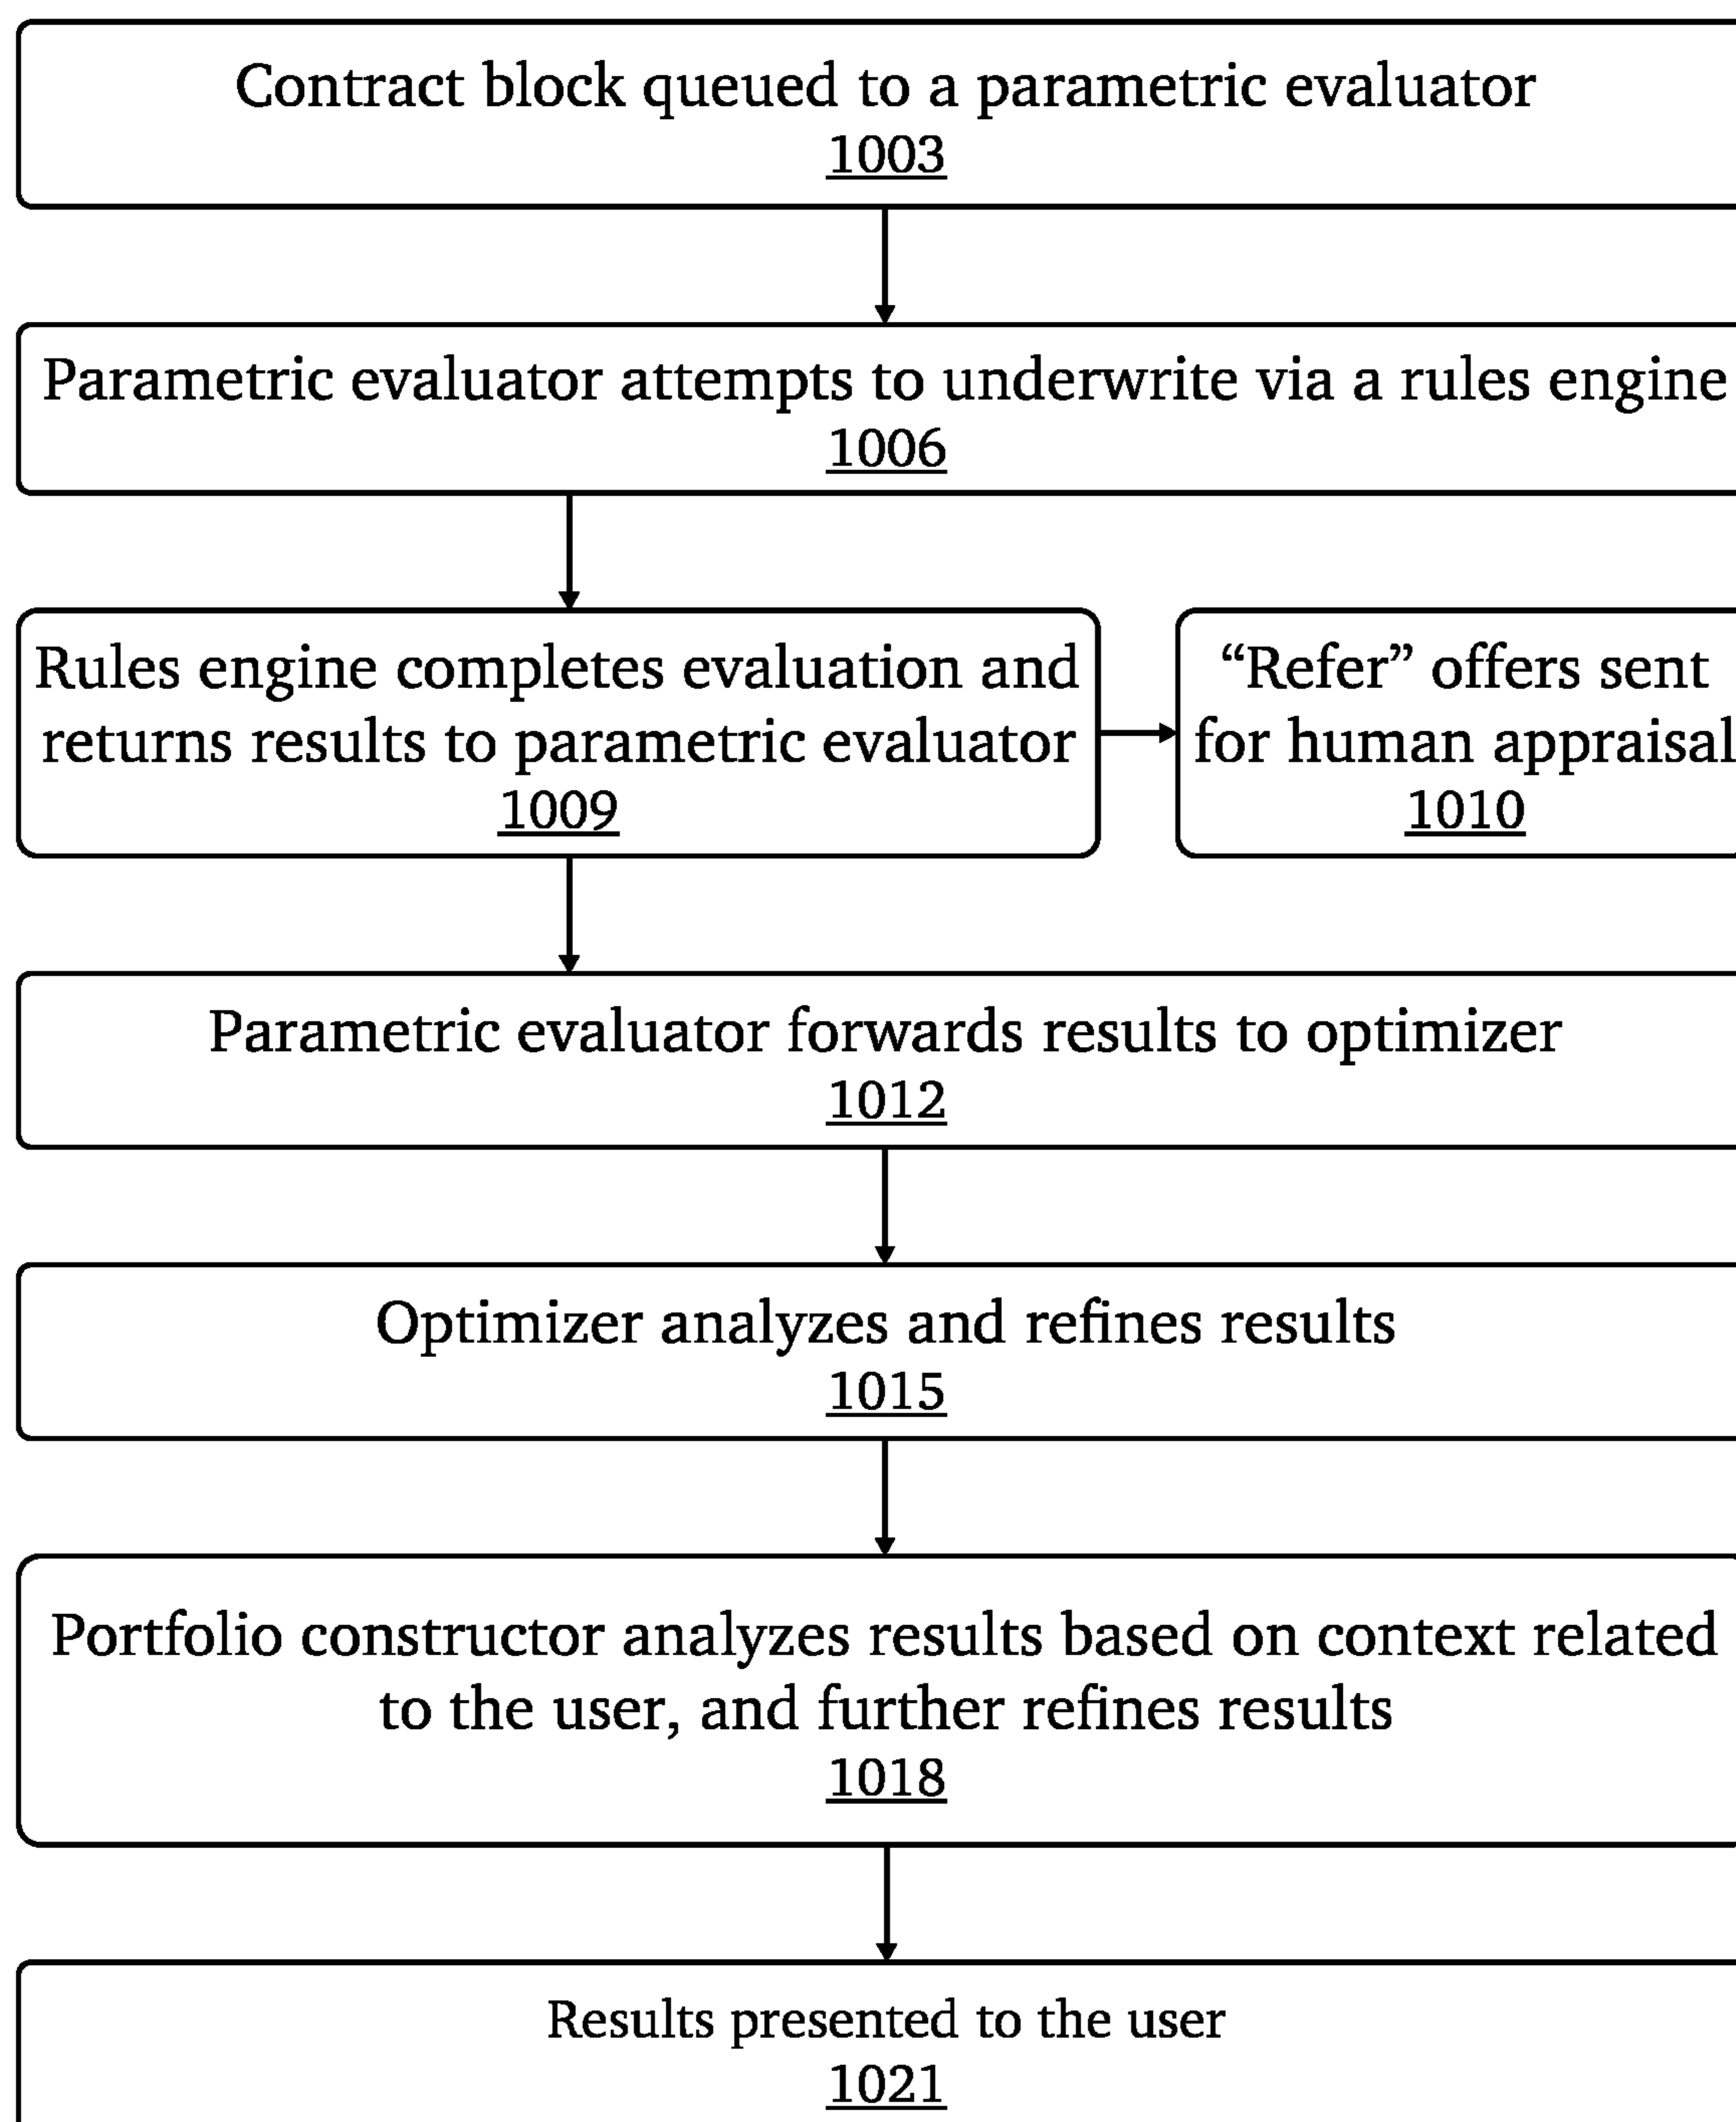 Contract block queued to a parametric evaluator
1003
Parametric evaluator attempts to underwrite via a rules engine
1006
Rules engine completes evaluation and
returns results to parametric evaluator
1009
“Refer” offers sent
for human appraisal
1010
Parametric evaluator forwards results to optimizer
1012
Optimizer analyzes and refines results
1015
Portfolio constructor analyzes results based on context related
to the user, and further refines results
1018
Results presented to the user
1021